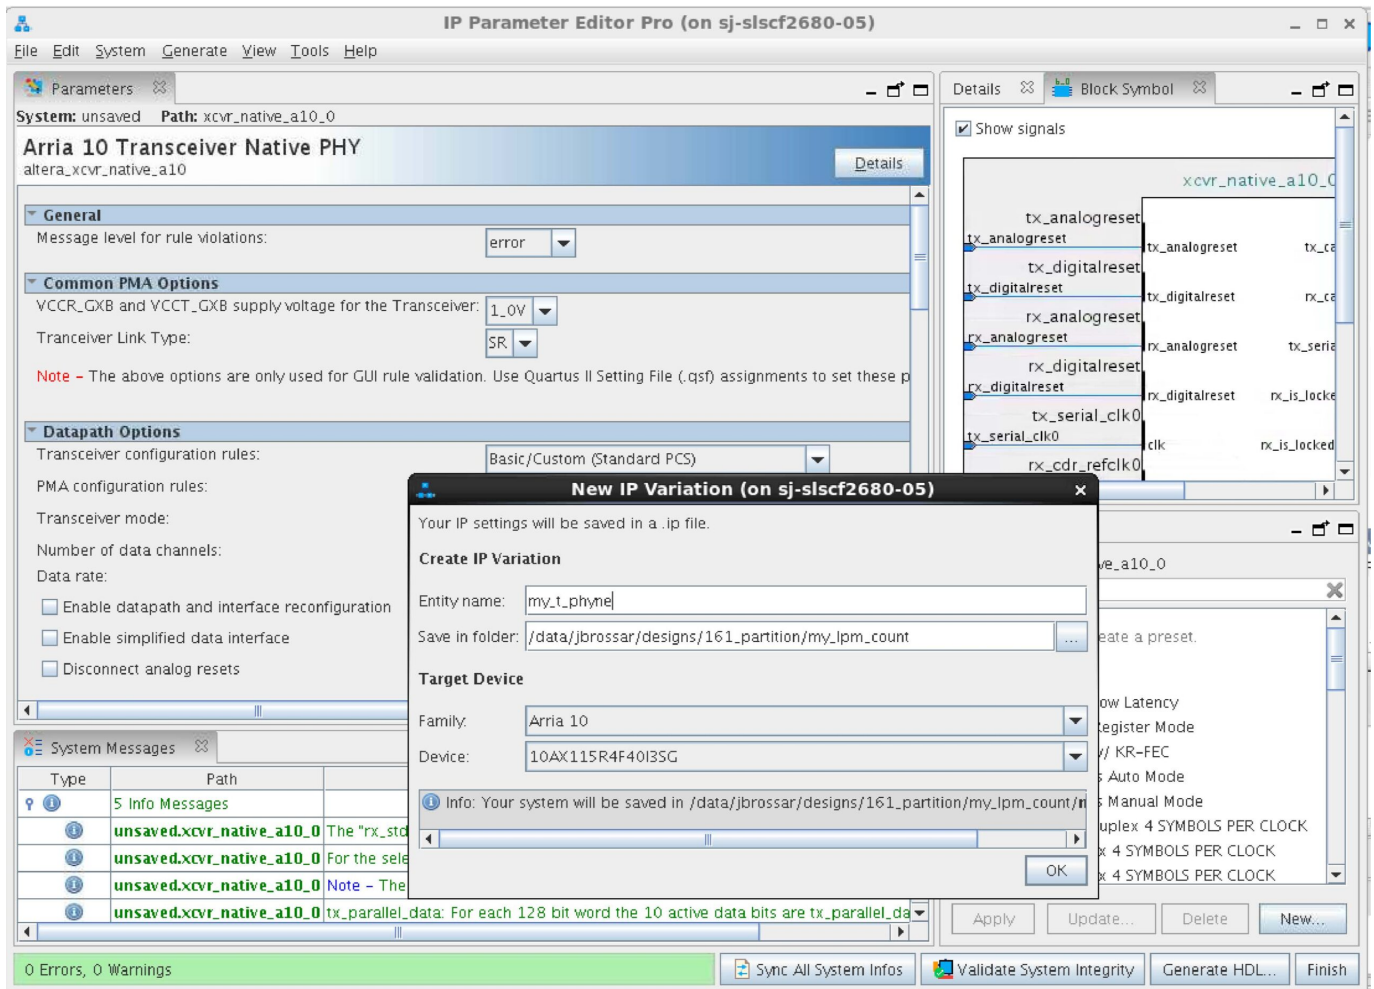 IP Parameter Editor Pro (on sj-slscf2680-05)
File Edit System Generate View Tools Help
Parameters
System: unsaved Path: xcvr_native_a10_0
Arria 10 Transceiver Native PHY
altera_xcvr_native_a10
Details
General
Message level for rule violations: error
Common PMA Options
VCCR_GXB and VCCT_GXB supply voltage for the Transceiver: 1_0V
Tranceiver Link Type: SR
Note - The above options are only used for GUI rule validation. Use Quartus II Setting File (.qsf) assignments to set these p
Datapath Options
Transceiver configuration rules: Basic/Custom (Standard PCS)
PMA configuration rules:
Transceiver mode:
Number of data channels:
Data rate:
Enable datapath and interface reconfiguration
Enable simplified data interface
Disconnect analog resets
Details Block Symbol
Show signals
xcvr_native_a10_0
tx_analogreset
tx_analogreset tx_analogreset tx_ca
tx_digitalreset
tx_digitalreset tx_digitalreset rx_ca
rx_analogreset
rx_analogreset rx_analogreset tx_seria
rx_digitalreset
rx_digitalreset rx_digitalreset rx_is_locke
tx_serial_clk0
tx_serial_clk0 clk rx_is_locked
rx_cdr_refclk0
New IP Variation (on sj-slscf2680-05)
Your IP settings will be saved in a .ip file.
Create IP Variation
Entity name: my_t_phyne
Save in folder: /data/jbrossar/designs/161_partition/my_lpm_count ...
Target Device
Family: Arria 10
Device: 10AX115R4F40I3SG
Info: Your system will be saved in /data/jbrossar/designs/161_partition/my_lpm_count/
OK
ve_a10_0
eate a preset.
ow Latency
egister Mode
/ KR-FEC
s Auto Mode
s Manual Mode
uplex 4 SYMBOLS PER CLOCK
x 4 SYMBOLS PER CLOCK
x 4 SYMBOLS PER CLOCK
Apply Update... Delete New...
System Messages
Type Path
5 Info Messages
unsaved.xcvr_native_a10_0 The "rx_std
unsaved.xcvr_native_a10_0 For the sele
unsaved.xcvr_native_a10_0 Note - The
unsaved.xcvr_native_a10_0 tx_parallel_data: For each 128 bit word the 10 active data bits are tx_parallel_da
0 Errors, 0 Warnings
Sync All System Infos Validate System Integrity Generate HDL... Finish